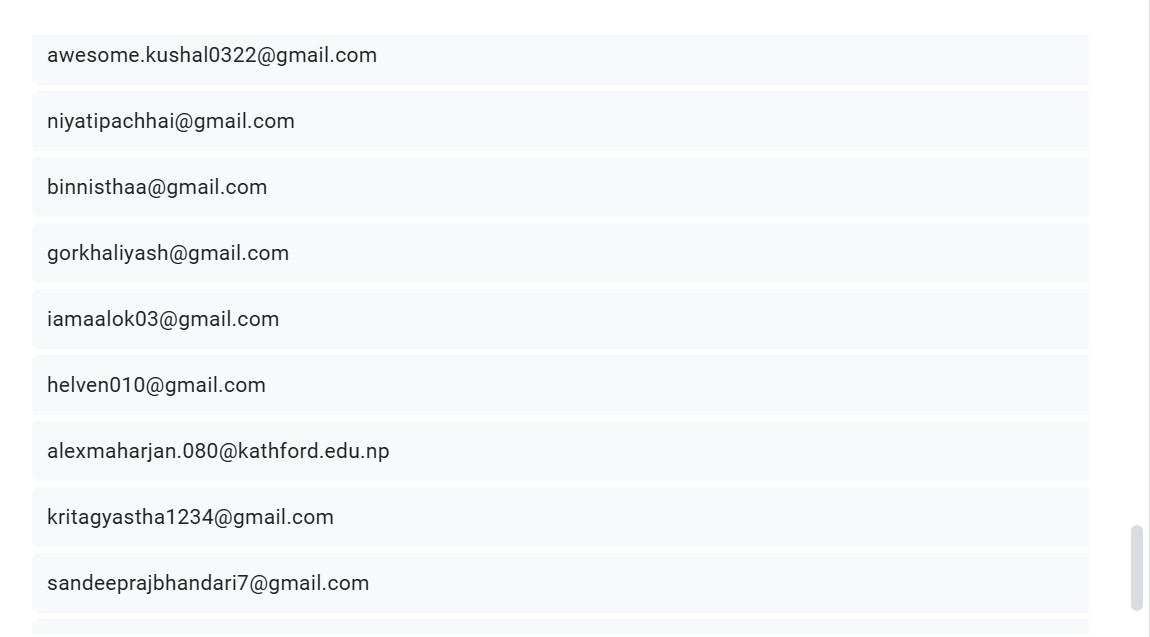 awesome.kushal0322@gmail.com
niyatipachhai@gmail.com
binnisthaa@gmail.com
gorkhaliyash@gmail.com
iamaalok03@gmail.com
helven010@gmail.com
alexmaharjan.080@kathford.edu.np
kritagyastha1234@gmail.com
sandeeprajbhandari7@gmail.com